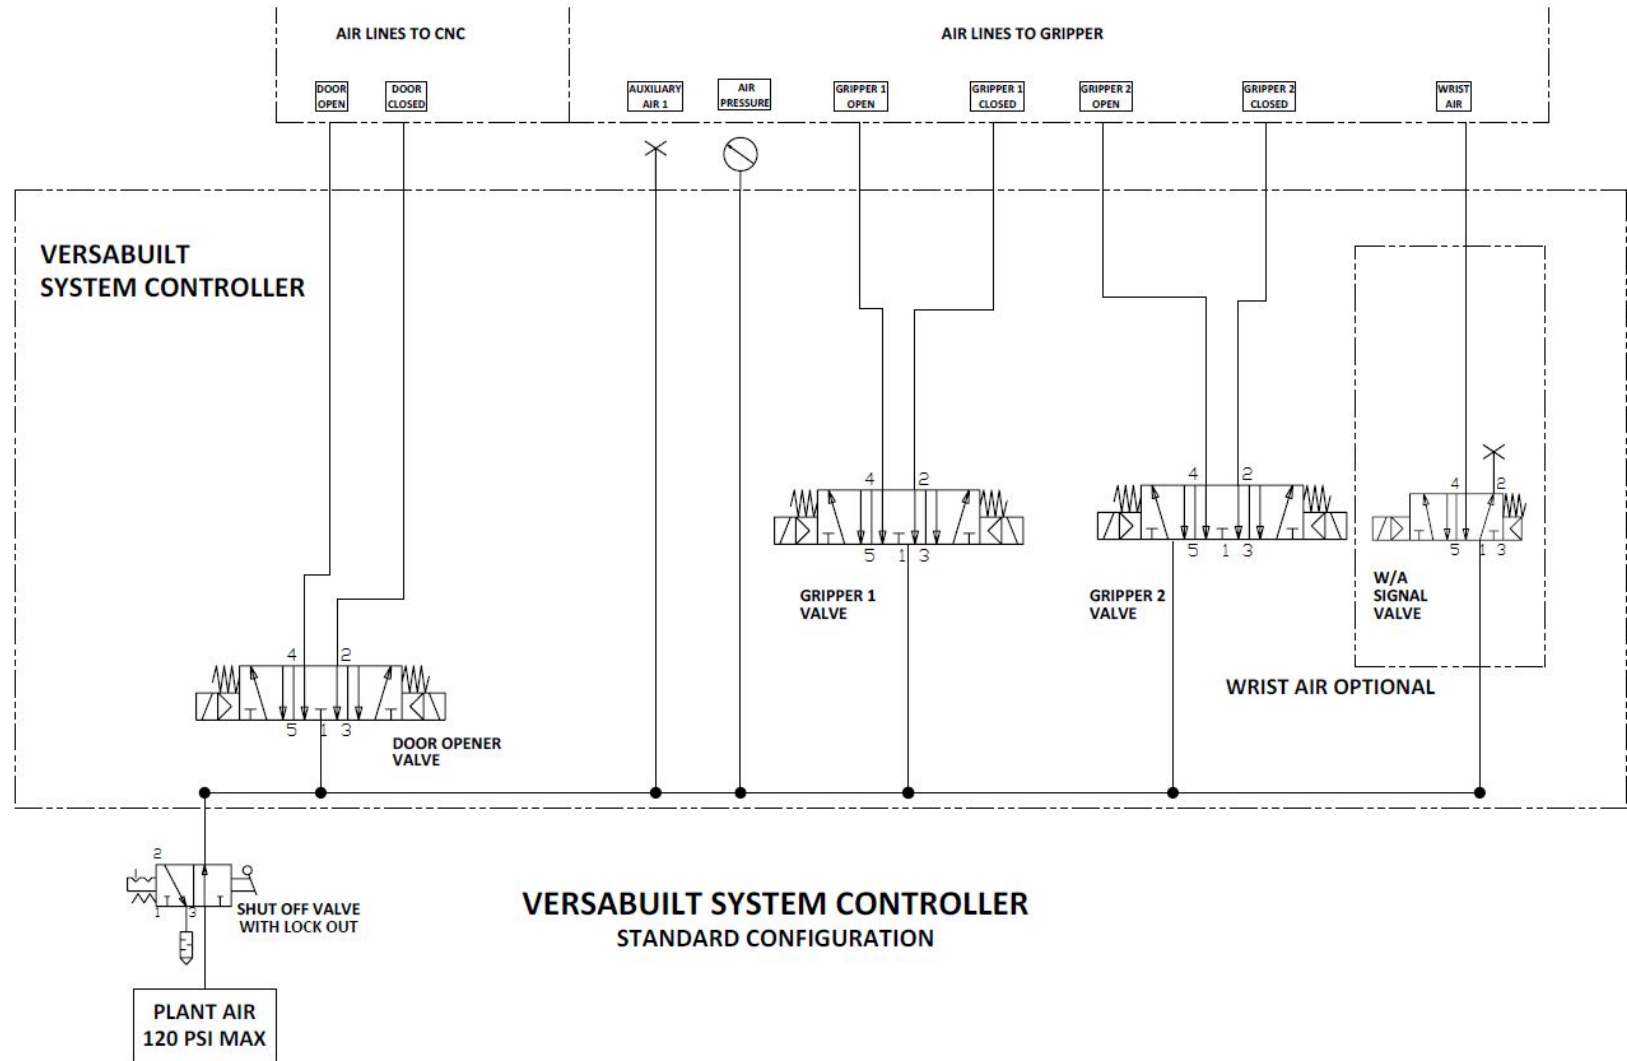 AIR LINES TO CNC
AIR LINES TO GRIPPER
DOOR
OPEN
DOOR
CLOSED
AUXILIARY
AIR 1
AIR
PRESSURE
GRIPPER 1
OPEN
GRIPPER 1
CLOSED
GRIPPER 2
OPEN
GRIPPER 2
CLOSED
WRIST
AIR
VERSABUILT
SYSTEM CONTROLLER
4 2
5 1 3
GRIPPER 1
VALVE
4 2
5 1 3
GRIPPER 2
VALVE
4 2
5 1 3
W/A
SIGNAL
VALVE
WRIST AIR OPTIONAL
4 2
5 1 3
DOOR OPENER
VALVE
2
1 3
SHUT OFF VALVE
WITH LOCK OUT
VERSABUILT SYSTEM CONTROLLER
STANDARD CONFIGURATION
PLANT AIR
120 PSI MAX